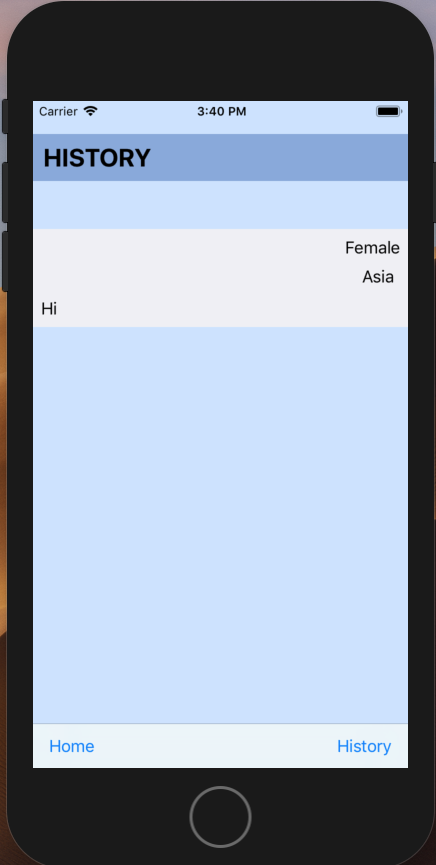 Carrier 3:40 PM
HISTORY
Female
Asia
Hi
Home History